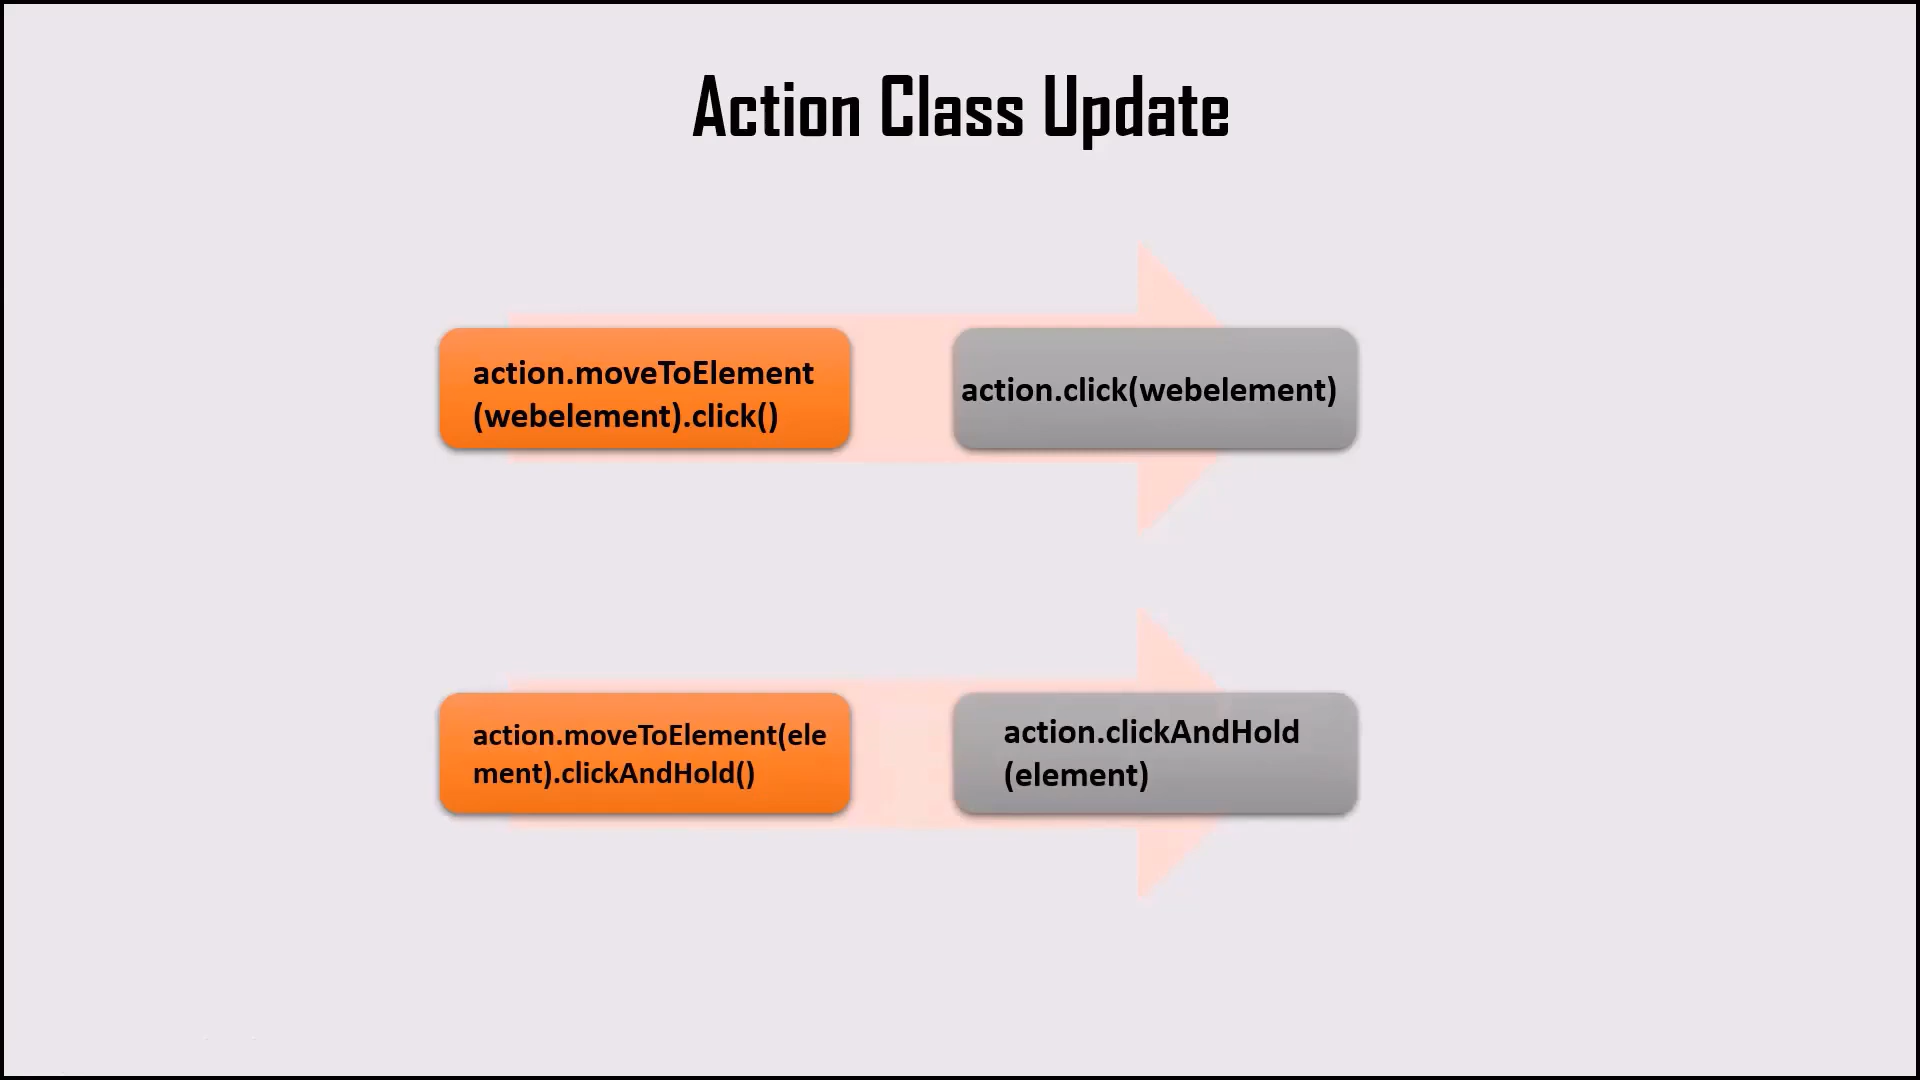 Action Class Update
action.moveToElement
(webelement).click()
action.click(webelement)
action.moveToElement(ele
ment).clickAndHold()
action.clickAndHold
(element)